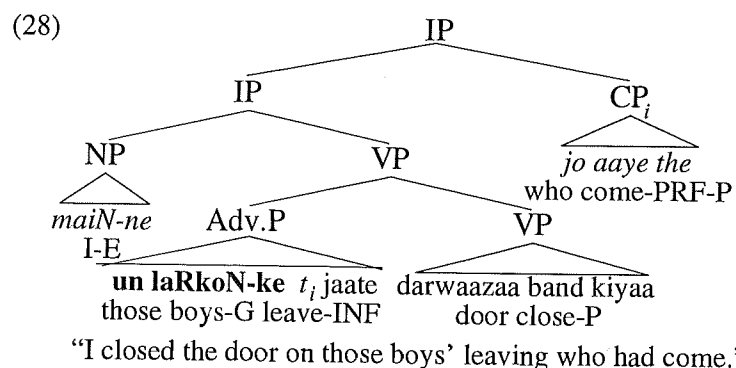 (28)
IP
IP CP_i
NP VP jo aaye the
who come-PRF-P
maiN-ne Adv.P VP
I-E
un laRkoN-ke t_i jaate darwaazaa band kiyaa
those boys-G leave-INF door close-P
“I closed the door on those boys’ leaving who had come.”